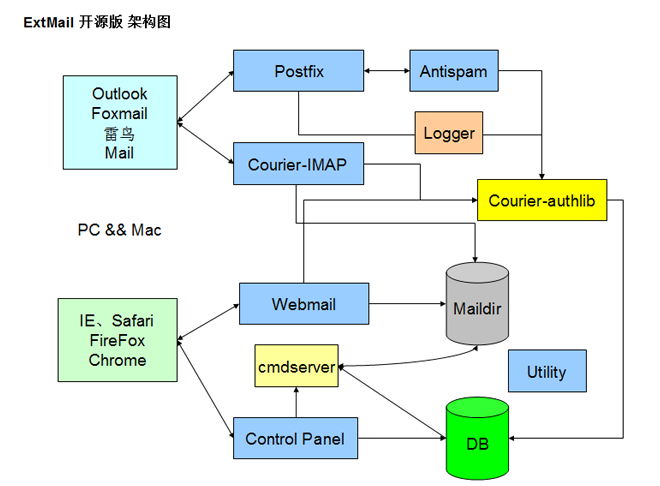 ExtMail 开源版 架构图
Postfix
Antispam
Outlook
Foxmail
雷鸟
Mail
Logger
Courier-IMAP
Courier-authlib
PC && Mac
Webmail
Maildir
IE、Safari
FireFox
Chrome
cmdserver
Utility
Control Panel
DB